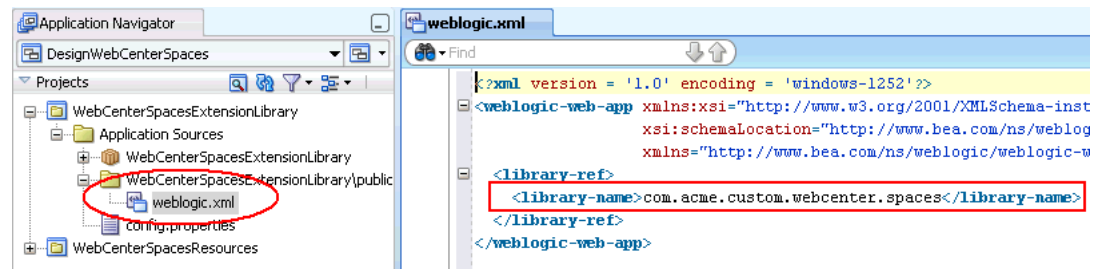 Application Navigator
DesignWebCenterSpaces
Projects
WebCenterSpacesExtensionLibrary
Application Sources
WebCenterSpacesExtensionLibrary
WebCenterSpacesExtensionLibrary\public
weblogic.xml
config.properties
WebCenterSpacesResources
weblogic.xml
Find
<?xml version = '1.0' encoding = 'windows-1252'?>
<weblogic-web-app xmlns:xsi="http://www.w3.org/2001/XMLSchema-inst
xsi:schemaLocation="http://www.bea.com/ns/weblog
xmlns="http://www.bea.com/ns/weblogic/weblogic-w
<library-ref>
<library-name>com.acme.custom.webcenter.spaces</library-name>
</library-ref>
</weblogic-web-app>